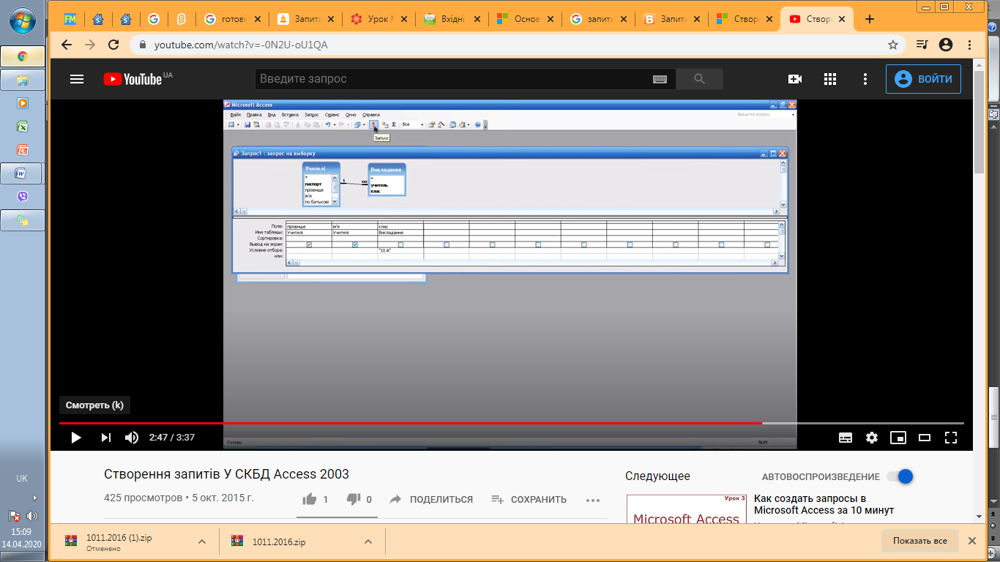 готові
Запити
Урок №
Вхідні
Основ
запити
Запити
Створ
Створ
youtube.com/watch?v=-0N2U-oU1QA
YouTube UA
Введите запрос
ВОЙТИ
Microsoft Access
Файл Правка Вид Вставка Запрос Сервис Окно Справка
Введите вопрос
Все
Запуск
Запрос1 : запрос на выборку
Учителі
*
паспорт
прізвище
ім'я
по батькові
1 ∞
Викладання
*
учитель
клас
Поле: прізвище ім'я клас
Имя таблицы: Учителі Учителі Викладання
Сортировка:
Вывод на экран:
Условие отбора: "10 А"
или:
Готово
NUM
Смотреть (k)
2:47 / 3:37
Створення запитів У СКБД Access 2003
425 просмотров • 5 окт. 2015 г.
1 0 ПОДЕЛИТЬСЯ СОХРАНИТЬ
Следующее
АВТОВОСПРОИЗВЕДЕНИЕ
Урок 3
Microsoft Access
Как создать запросы в
Microsoft Access за 10 минут
UK
15:09
14.04.2020
1011.2016 (1).zip
Отменено
1011.2016.zip
Показать все